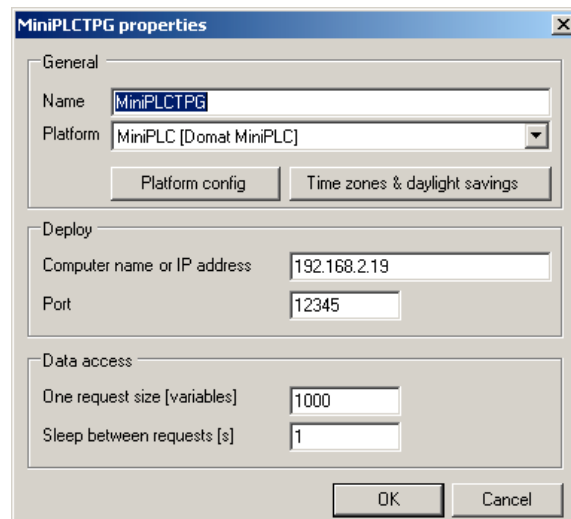 MiniPLCTPG properties
General
Name MiniPLCTPG
Platform MiniPLC [Domat MiniPLC]
Platform config Time zones & daylight savings
Deploy
Computer name or IP address 192.168.2.19
Port 12345
Data access
One request size [variables] 1000
Sleep between requests [s] 1
OK Cancel